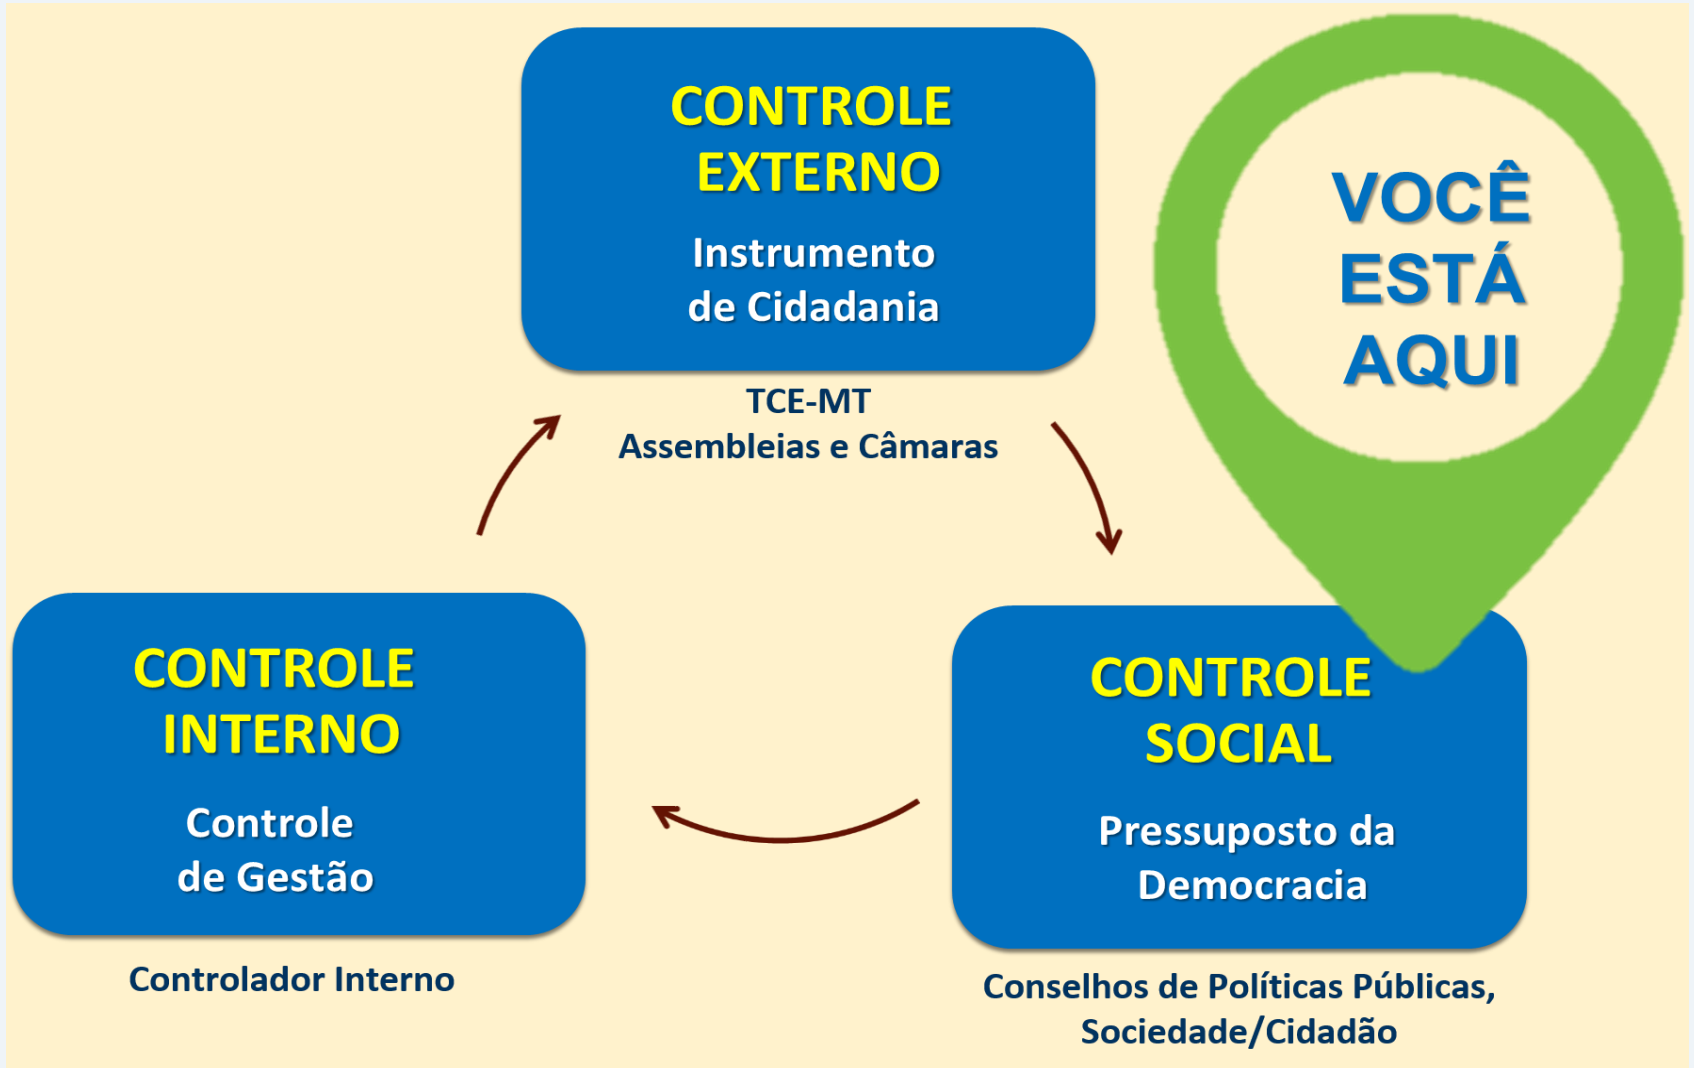 CONTROLE
EXTERNO
Instrumento
de Cidadania
TCE-MT
Assembleias e Câmaras
VOCÊ
ESTÁ
AQUI
CONTROLE
INTERNO
Controle
de Gestão
Controlador Interno
CONTROLE
SOCIAL
Pressuposto da
Democracia
Conselhos de Políticas Públicas,
Sociedade/Cidadão